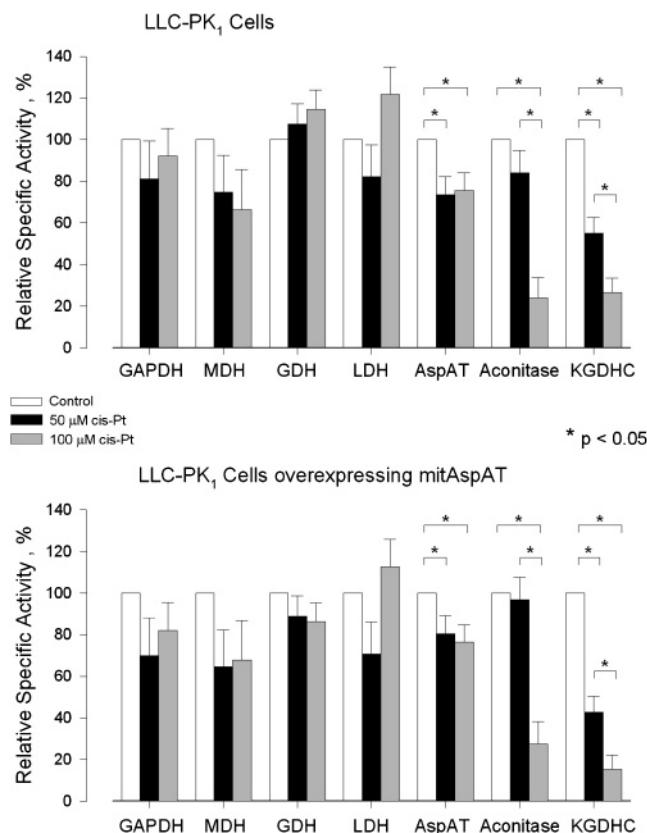 LLC-PK₁ Cells
Relative Specific Activity , %
140
120
100
80
60
40
20
0
* * *
* * *
*
GAPDH MDH GDH LDH AspAT Aconitase KGDHC
Control
50 μM cis-Pt
100 μM cis-Pt
* p < 0.05
LLC-PK₁ Cells overexpressing mitAspAT
Relative Specific Activity , %
140
120
100
80
60
40
20
0
* * *
* * *
*
GAPDH MDH GDH LDH AspAT Aconitase KGDHC